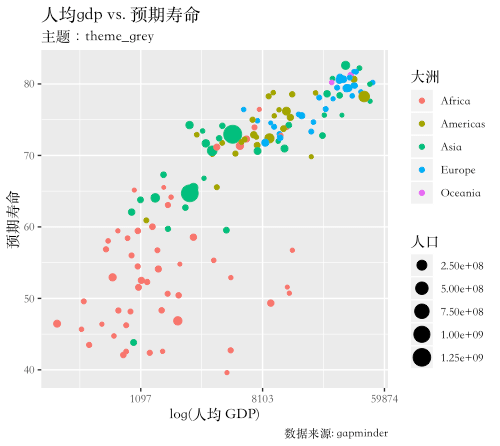 人均gdp vs. 预期寿命
主题：theme_grey
预期寿命
80
70
60
50
40
1097
8103
59874
log(人均 GDP)
大洲
Africa
Americas
Asia
Europe
Oceania
人口
2.50e+08
5.00e+08
7.50e+08
1.00e+09
1.25e+09
数据来源: gapminder